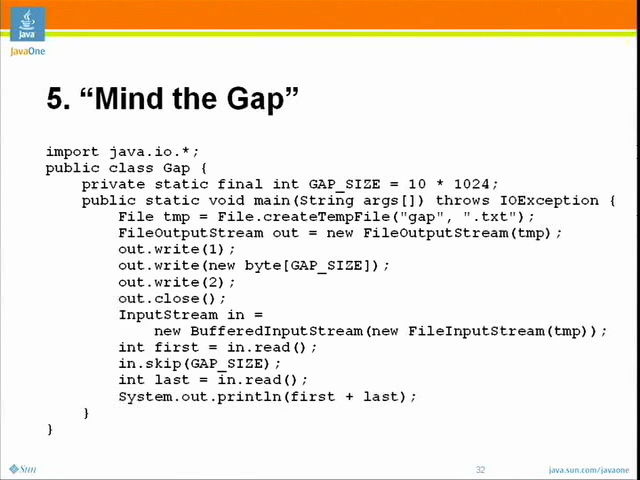 Java
JavaOne
5. “Mind the Gap”
import java.io.*;
public class Gap {
    private static final int GAP_SIZE = 10 * 1024;
    public static void main(String args[]) throws IOException {
        File tmp = File.createTempFile("gap", ".txt");
        FileOutputStream out = new FileOutputStream(tmp);
        out.write(1);
        out.write(new byte[GAP_SIZE]);
        out.write(2);
        out.close();
        InputStream in =
            new BufferedInputStream(new FileInputStream(tmp));
        int first = in.read();
        in.skip(GAP_SIZE);
        int last = in.read();
        System.out.println(first + last);
    }
}
Sun
32
java.sun.com/javaone